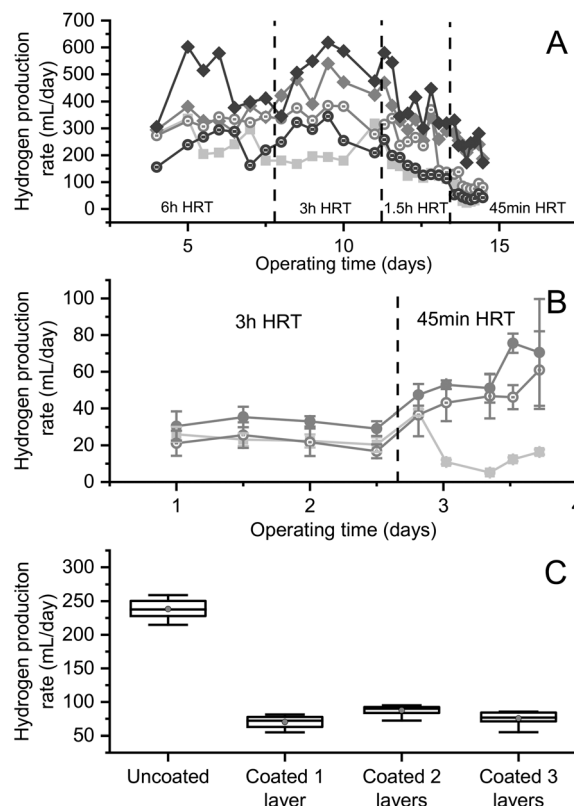 A
Hydrogen production
rate (mL/day)
700
600
500
400
300
200
100
0
6h HRT
3h HRT
1.5h HRT
45min HRT
5
10
15
Operating time (days)
B
Hydrogen production
rate (mL/day)
100
80
60
40
20
0
3h HRT
45min HRT
1
2
3
4
Operating time (days)
C
Hydrogen produciton
rate (mL/day)
300
250
200
150
100
50
Uncoated
Coated 1
layer
Coated 2
layers
Coated 3
layers